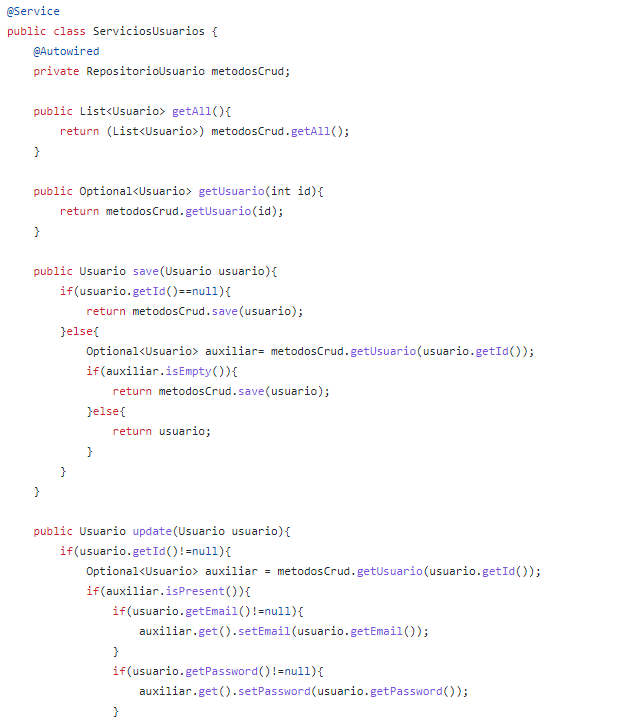 @Service
public class ServiciosUsuarios {
    @Autowired
    private RepositorioUsuario metodosCrud;

    public List<Usuario> getAll(){
        return (List<Usuario>) metodosCrud.getAll();
    }

    public Optional<Usuario> getUsuario(int id){
        return metodosCrud.getUsuario(id);
    }

    public Usuario save(Usuario usuario){
        if(usuario.getId()==null){
            return metodosCrud.save(usuario);
        }else{
            Optional<Usuario> auxiliar= metodosCrud.getUsuario(usuario.getId());
            if(auxiliar.isEmpty()){
                return metodosCrud.save(usuario);
            }else{
                return usuario;
            }
        }
    }

    public Usuario update(Usuario usuario){
        if(usuario.getId()!=null){
            Optional<Usuario> auxiliar = metodosCrud.getUsuario(usuario.getId());
            if(auxiliar.isPresent()){
                if(usuario.getEmail()!=null){
                    auxiliar.get().setEmail(usuario.getEmail());
                }
                if(usuario.getPassword()!=null){
                    auxiliar.get().setPassword(usuario.getPassword());
                }